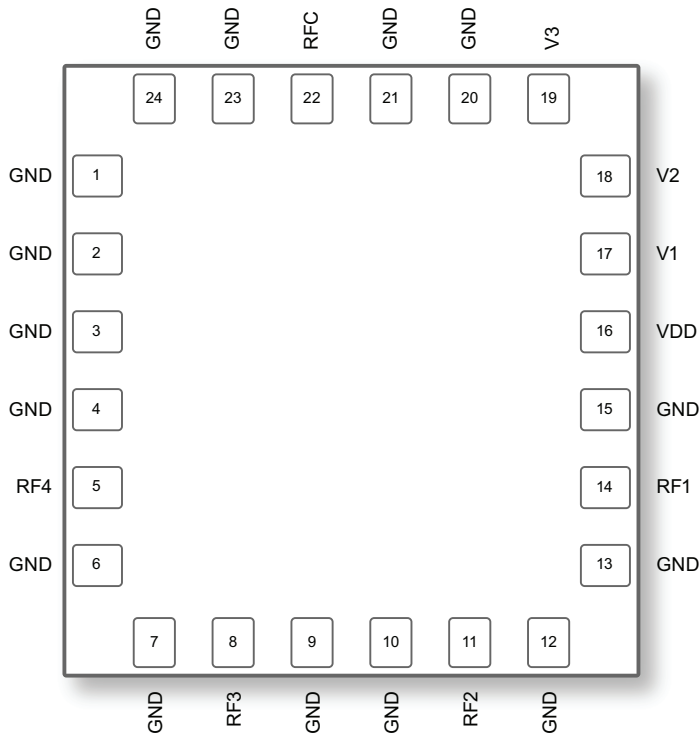 GND GND RFC GND GND V3
24 23 22 21 20 19
GND 1 18 V2
GND 2 17 V1
GND 3 16 VDD
GND 4 15 GND
RF4 5 14 RF1
GND 6 13 GND
7 8 9 10 11 12
GND RF3 GND GND RF2 GND